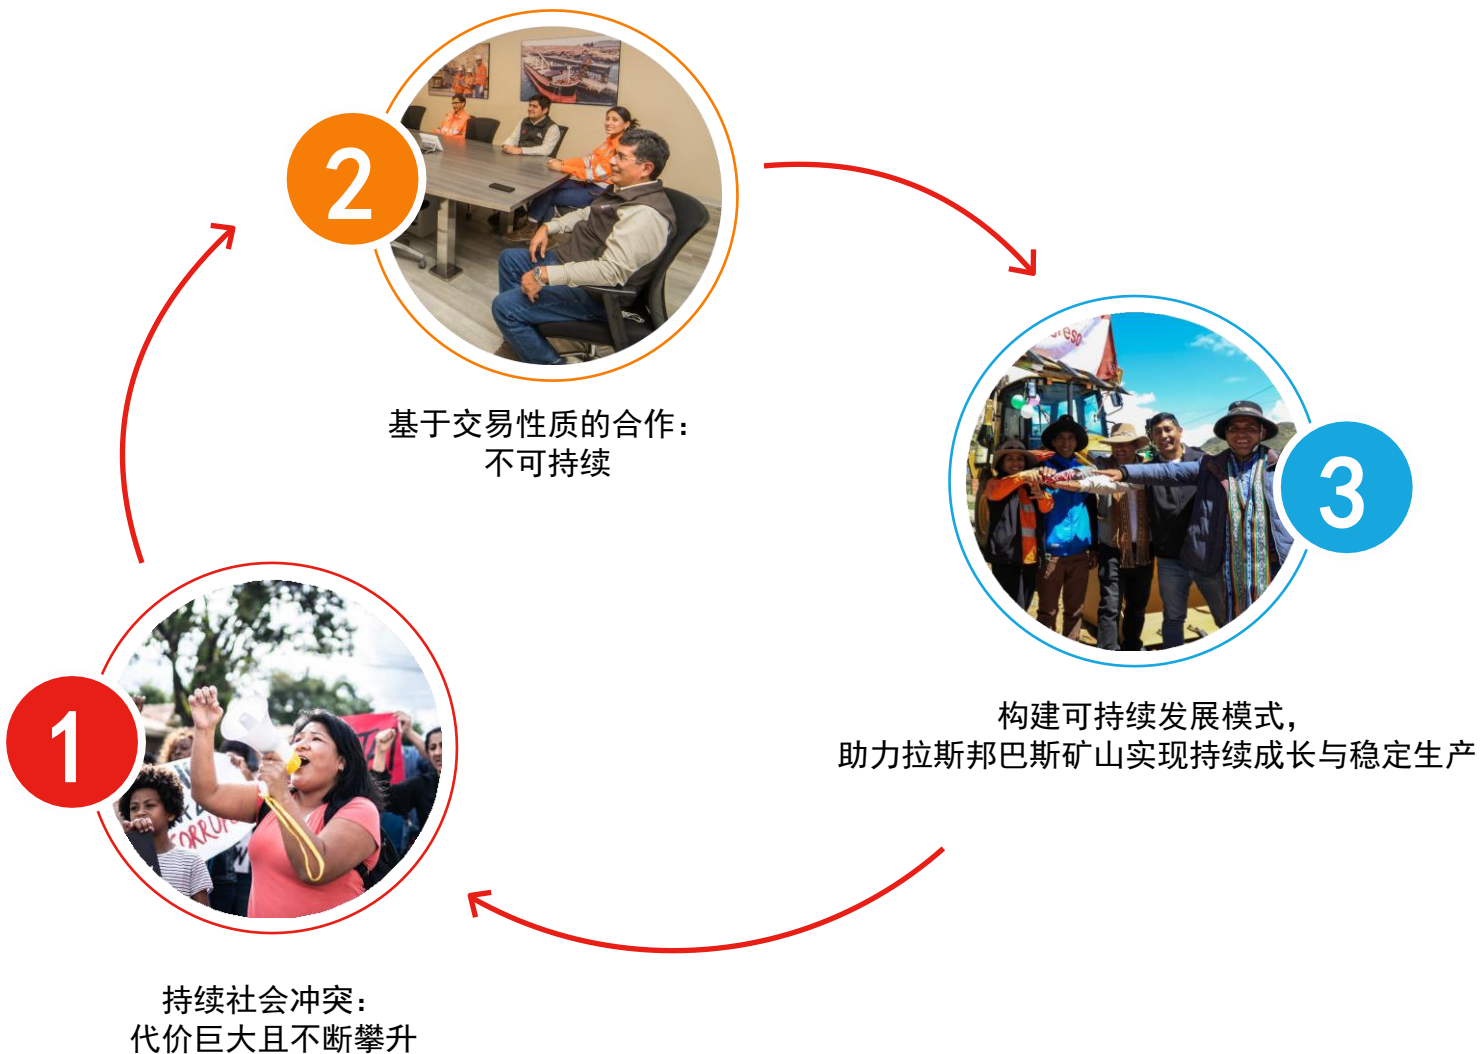 2
基于交易性质的合作：
不可持续
3
构建可持续发展模式，
助力拉斯邦巴斯矿山实现持续成长与稳定生产
1
持续社会冲突：
代价巨大且不断攀升